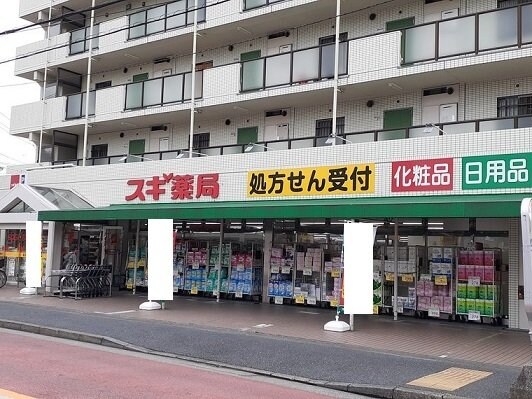 スギ薬局
処方せん受付
化粧品
日用品